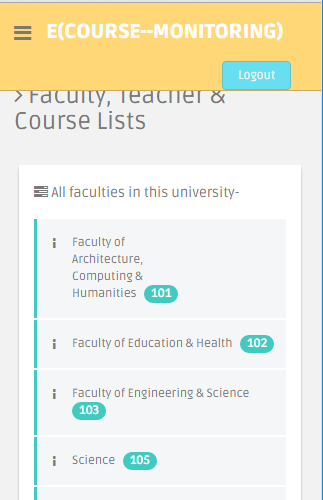 E(COURSE--MONITORING)
Logout
Faculty, Teacher &
Course Lists
All faculties in this university-
Faculty of
Architecture,
Computing &
Humanities 101
Faculty of Education & Health 102
Faculty of Engineering & Science
103
Science 105